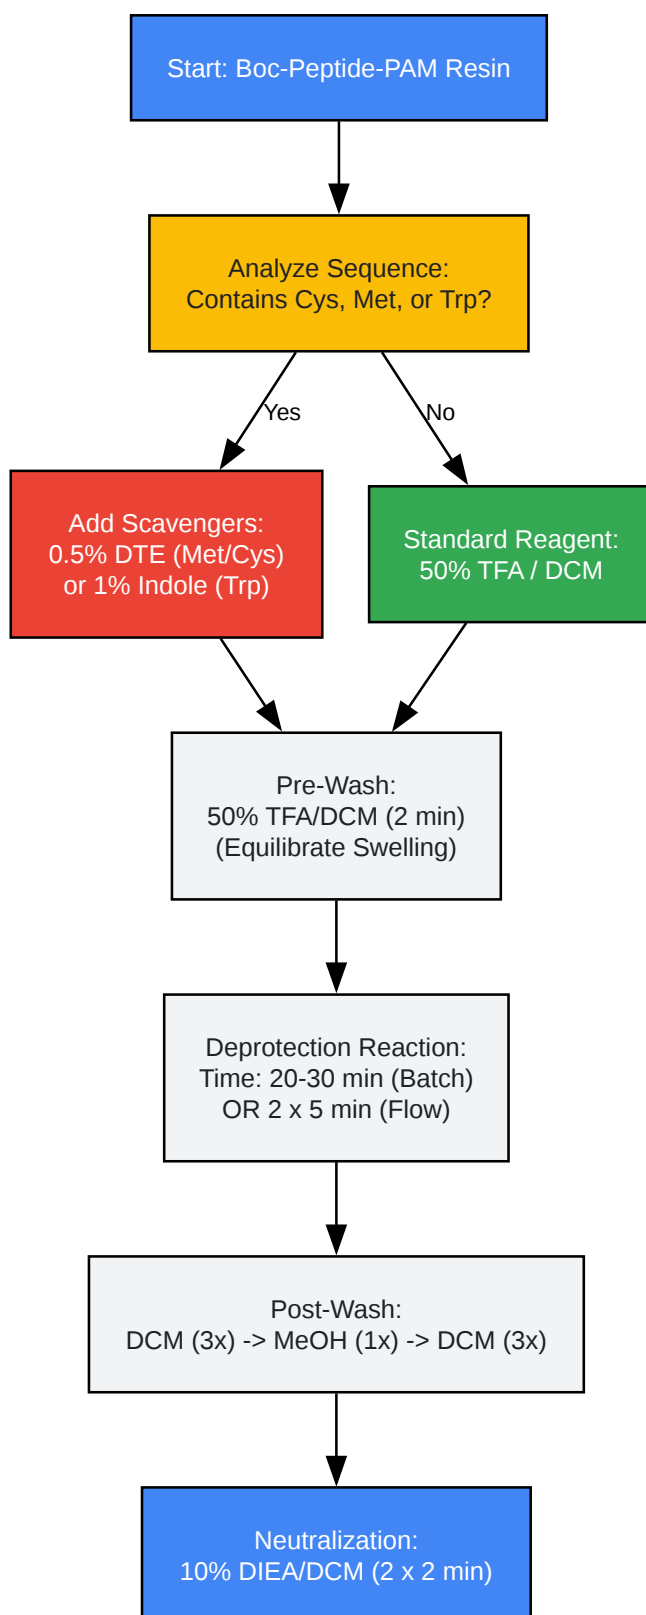 Start: Boc-Peptide-PAM Resin
Analyze Sequence:
Contains Cys, Met, or Trp?
Yes
No
Add Scavengers:
0.5% DTE (Met/Cys)
or 1% Indole (Trp)
Standard Reagent:
50% TFA / DCM
Pre-Wash:
50% TFA/DCM (2 min)
(Equilibrate Swelling)
Deprotection Reaction:
Time: 20-30 min (Batch)
OR 2 x 5 min (Flow)
Post-Wash:
DCM (3x) -> MeOH (1x) -> DCM (3x)
Neutralization:
10% DIEA/DCM (2 x 2 min)